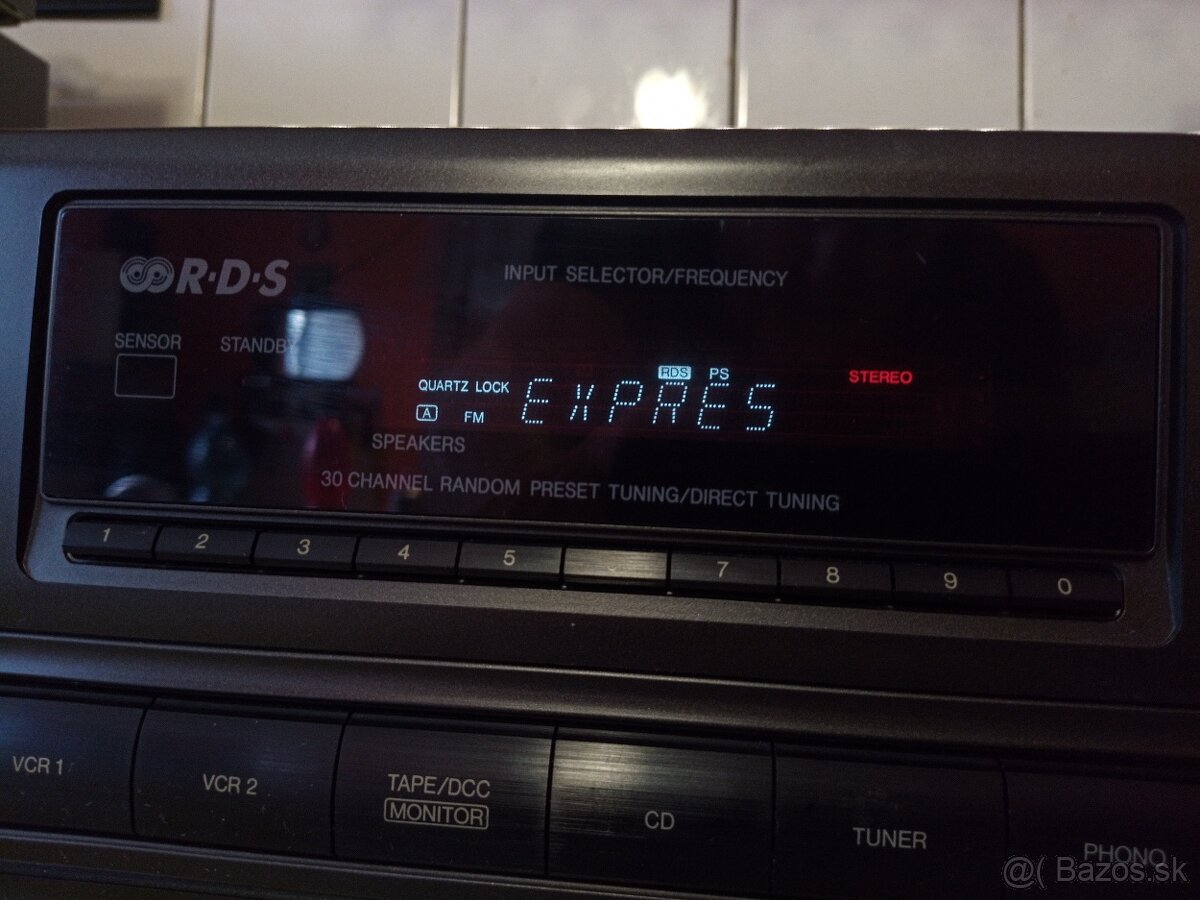 R·D·S
INPUT SELECTOR/FREQUENCY
SENSOR
STANDBY
RDS PS
STEREO
QUARTZ LOCK
EXPRES
A FM
SPEAKERS
30 CHANNEL RANDOM PRESET TUNING/DIRECT TUNING
1 2 3 4 5 7 8 9 0
VCR 1
VCR 2
TAPE/DCC
MONITOR
CD
TUNER
PHONO
@( Bazos.sk